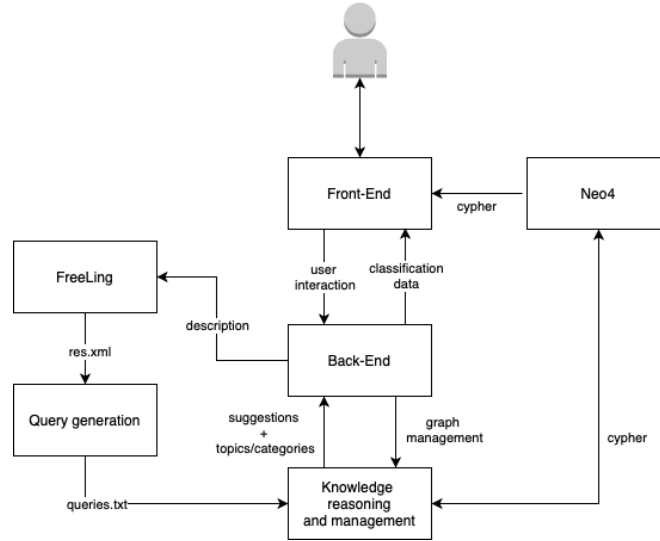 Front-End
Neo4
cypher
user
interaction
classification
data
FreeLing
description
res.xml
Back-End
Query generation
suggestions
+
topics/categories
graph
management
cypher
queries.txt
Knowledge
reasoning
and management